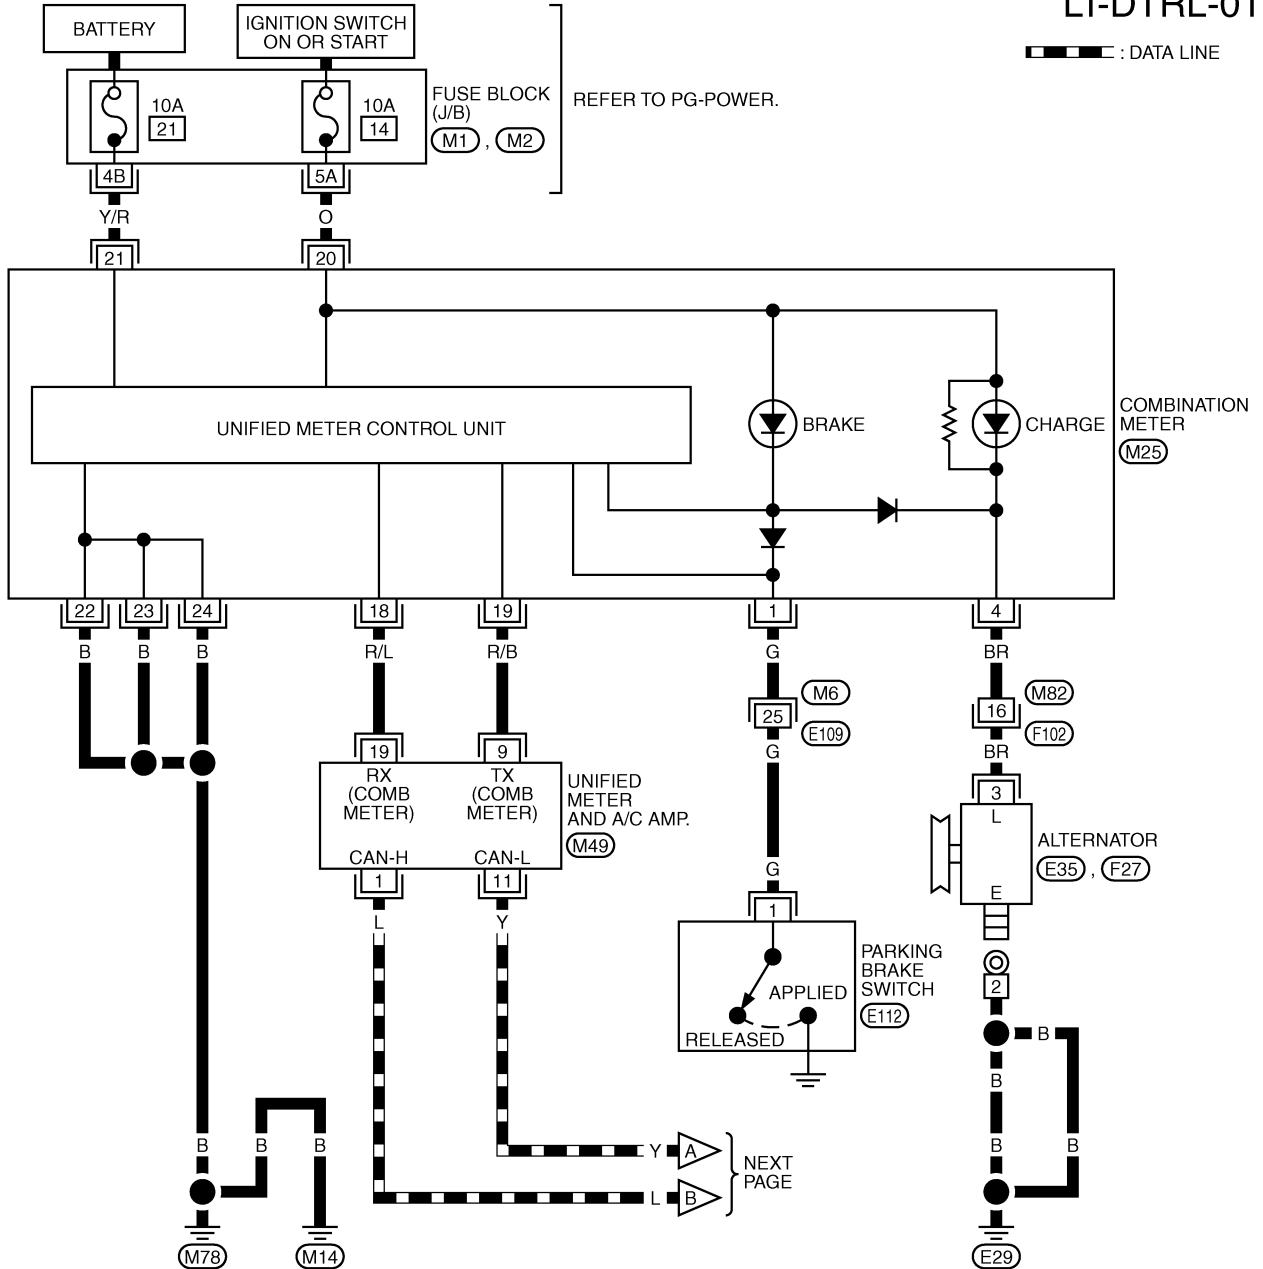 LT-DTRL-01
: DATA LINE
BATTERY
IGNITION SWITCH
ON OR START
10A
21
10A
14
FUSE BLOCK
(J/B)
M1 , M2
REFER TO PG-POWER.
4B
5A
Y/R
O
21
20
UNIFIED METER CONTROL UNIT
BRAKE
CHARGE
COMBINATION
METER
M25
22
23
24
18
19
1
4
B
B
B
R/L
R/B
G
BR
M6
25
E109
M82
16
F102
G
BR
19
9
3
RX
(COMB
METER)
TX
(COMB
METER)
UNIFIED
METER
AND A/C AMP.
M49
CAN-H
CAN-L
1
11
L
E
ALTERNATOR
E35 , F27
G
1
L
Y
PARKING
BRAKE
SWITCH
E112
APPLIED
RELEASED
2
B
B
B
B
B
B
B
Y
A
L
B
NEXT
PAGE
M78
M14
E29